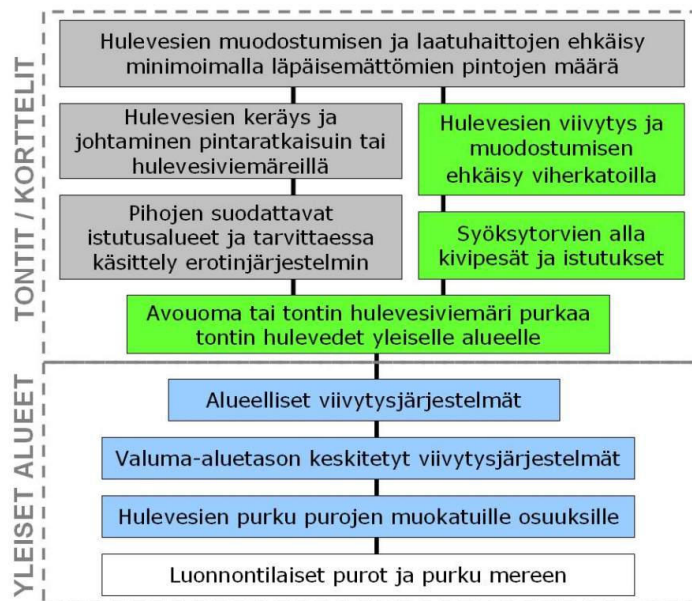 TONTIT / KORTTELIT
Hulevesien muodostumisen ja laatuhaittojen ehkäisy
minimoimalla läpäisemättömien pintojen määrä
Hulevesien keräys ja
johtaminen pintaratkaisuin tai
hulevesiviemäreillä
Hulevesien viivytys ja
muodostumisen
ehkäisy viherkatoilla
Pihojen suodattavat
istutusalueet ja tarvittaessa
käsittely erotinjärjestelmin
Syöksytorvien alla
kivipesät ja istutukset
Avouoma tai tontin hulevesiviemäri purkaa
tontin hulevedet yleiselle alueelle
YLEISET ALUEET
Alueelliset viivytysjärjestelmät
Valuma-aluetason keskitetyt viivytysjärjestelmät
Hulevesien purku purojen muokatuille osuuksille
Luonnontilaiset purot ja purku mereen